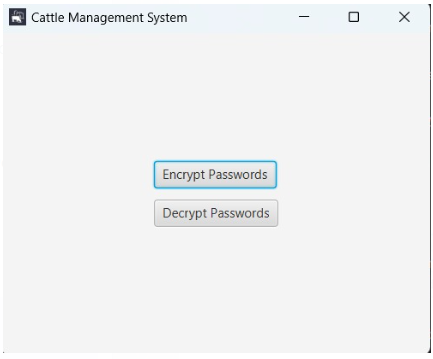 Cattle Management System
Encrypt Passwords
Decrypt Passwords